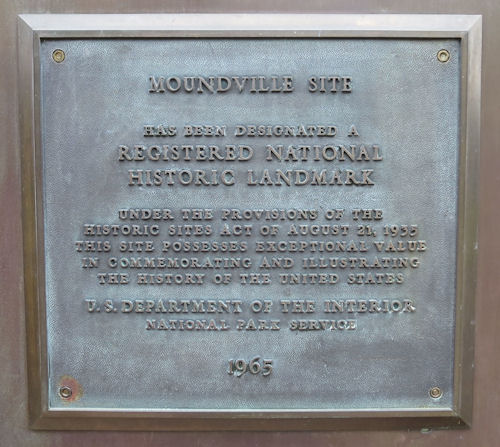 MOUNDVILLE SITE
HAS BEEN DESIGNATED A
REGISTERED NATIONAL
HISTORIC LANDMARK
UNDER THE PROVISIONS OF THE
HISTORIC SITES ACT OF AUGUST 21, 1935
THIS SITE POSSESSES EXCEPTIONAL VALUE
IN COMMEMORATING AND ILLUSTRATING
THE HISTORY OF THE UNITED STATES
U. S. DEPARTMENT OF THE INTERIOR
NATIONAL PARK SERVICE
1965